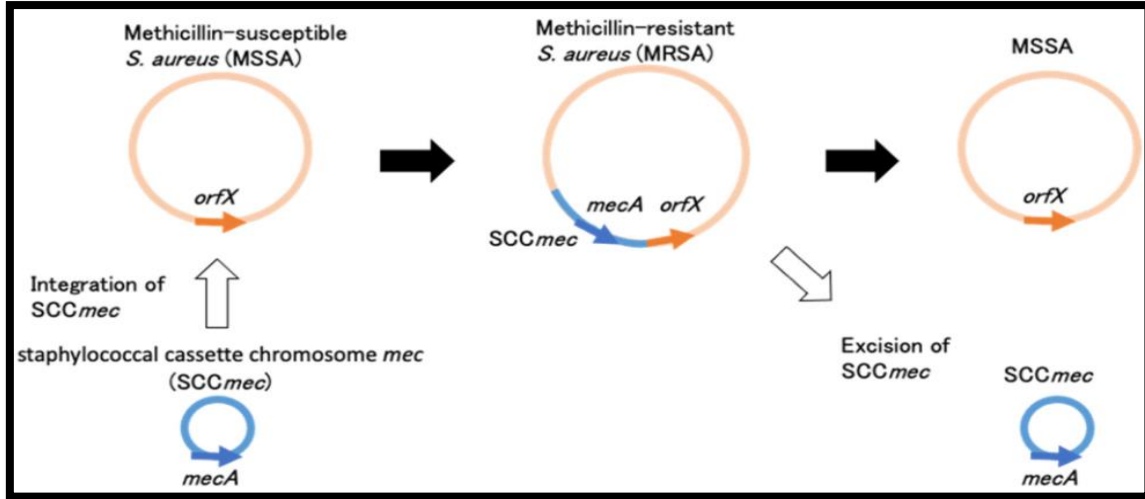 Methicillin-susceptible
S. aureus (MSSA)
orfX
Integration of
SCCmec
staphylococcal cassette chromosome mec
(SCCmec)
mecA
Methicillin-resistant
S. aureus (MRSA)
mecA orfX
SCCmec
MSSA
orfX
Excision of
SCCmec
SCCmec
mecA